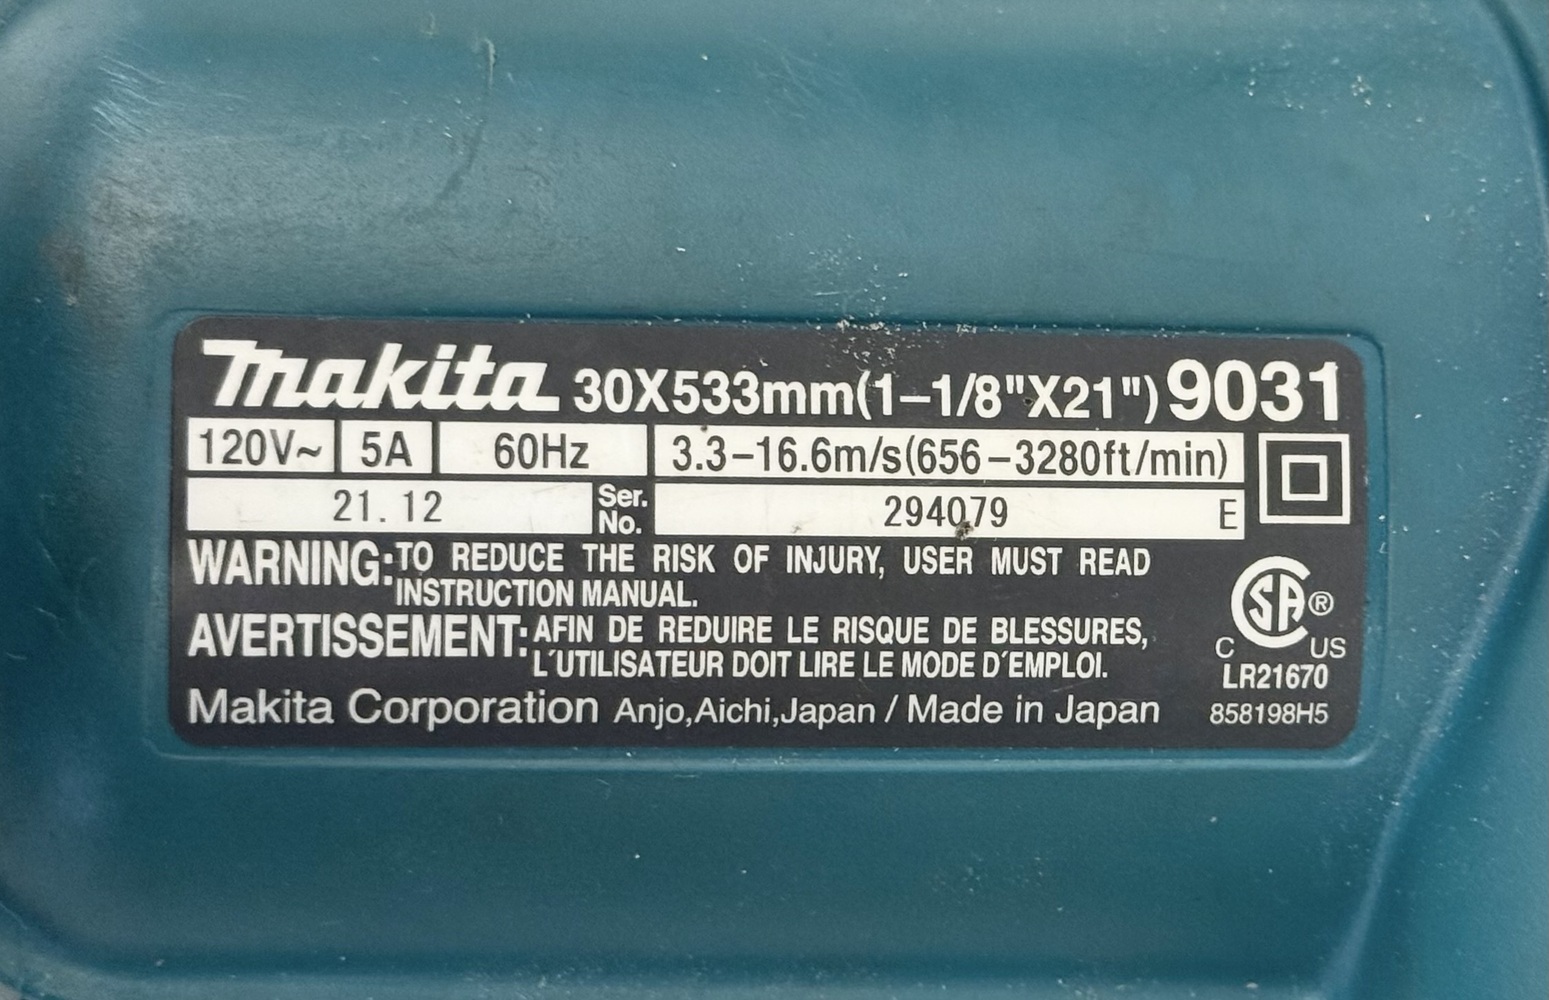 makita 30X533mm(1–1/8"X21") 9031
120V~ 5A 60Hz 3.3–16.6m/s(656–3280ft/min)
21.12 Ser. No. 294079 E
WARNING: TO REDUCE THE RISK OF INJURY, USER MUST READ
INSTRUCTION MANUAL.
AVERTISSEMENT: AFIN DE REDUIRE LE RISQUE DE BLESSURES,
L´UTILISATEUR DOIT LIRE LE MODE D´EMPLOI.
SA ®
C US
LR21670
Makita Corporation Anjo,Aichi,Japan / Made in Japan
858198H5